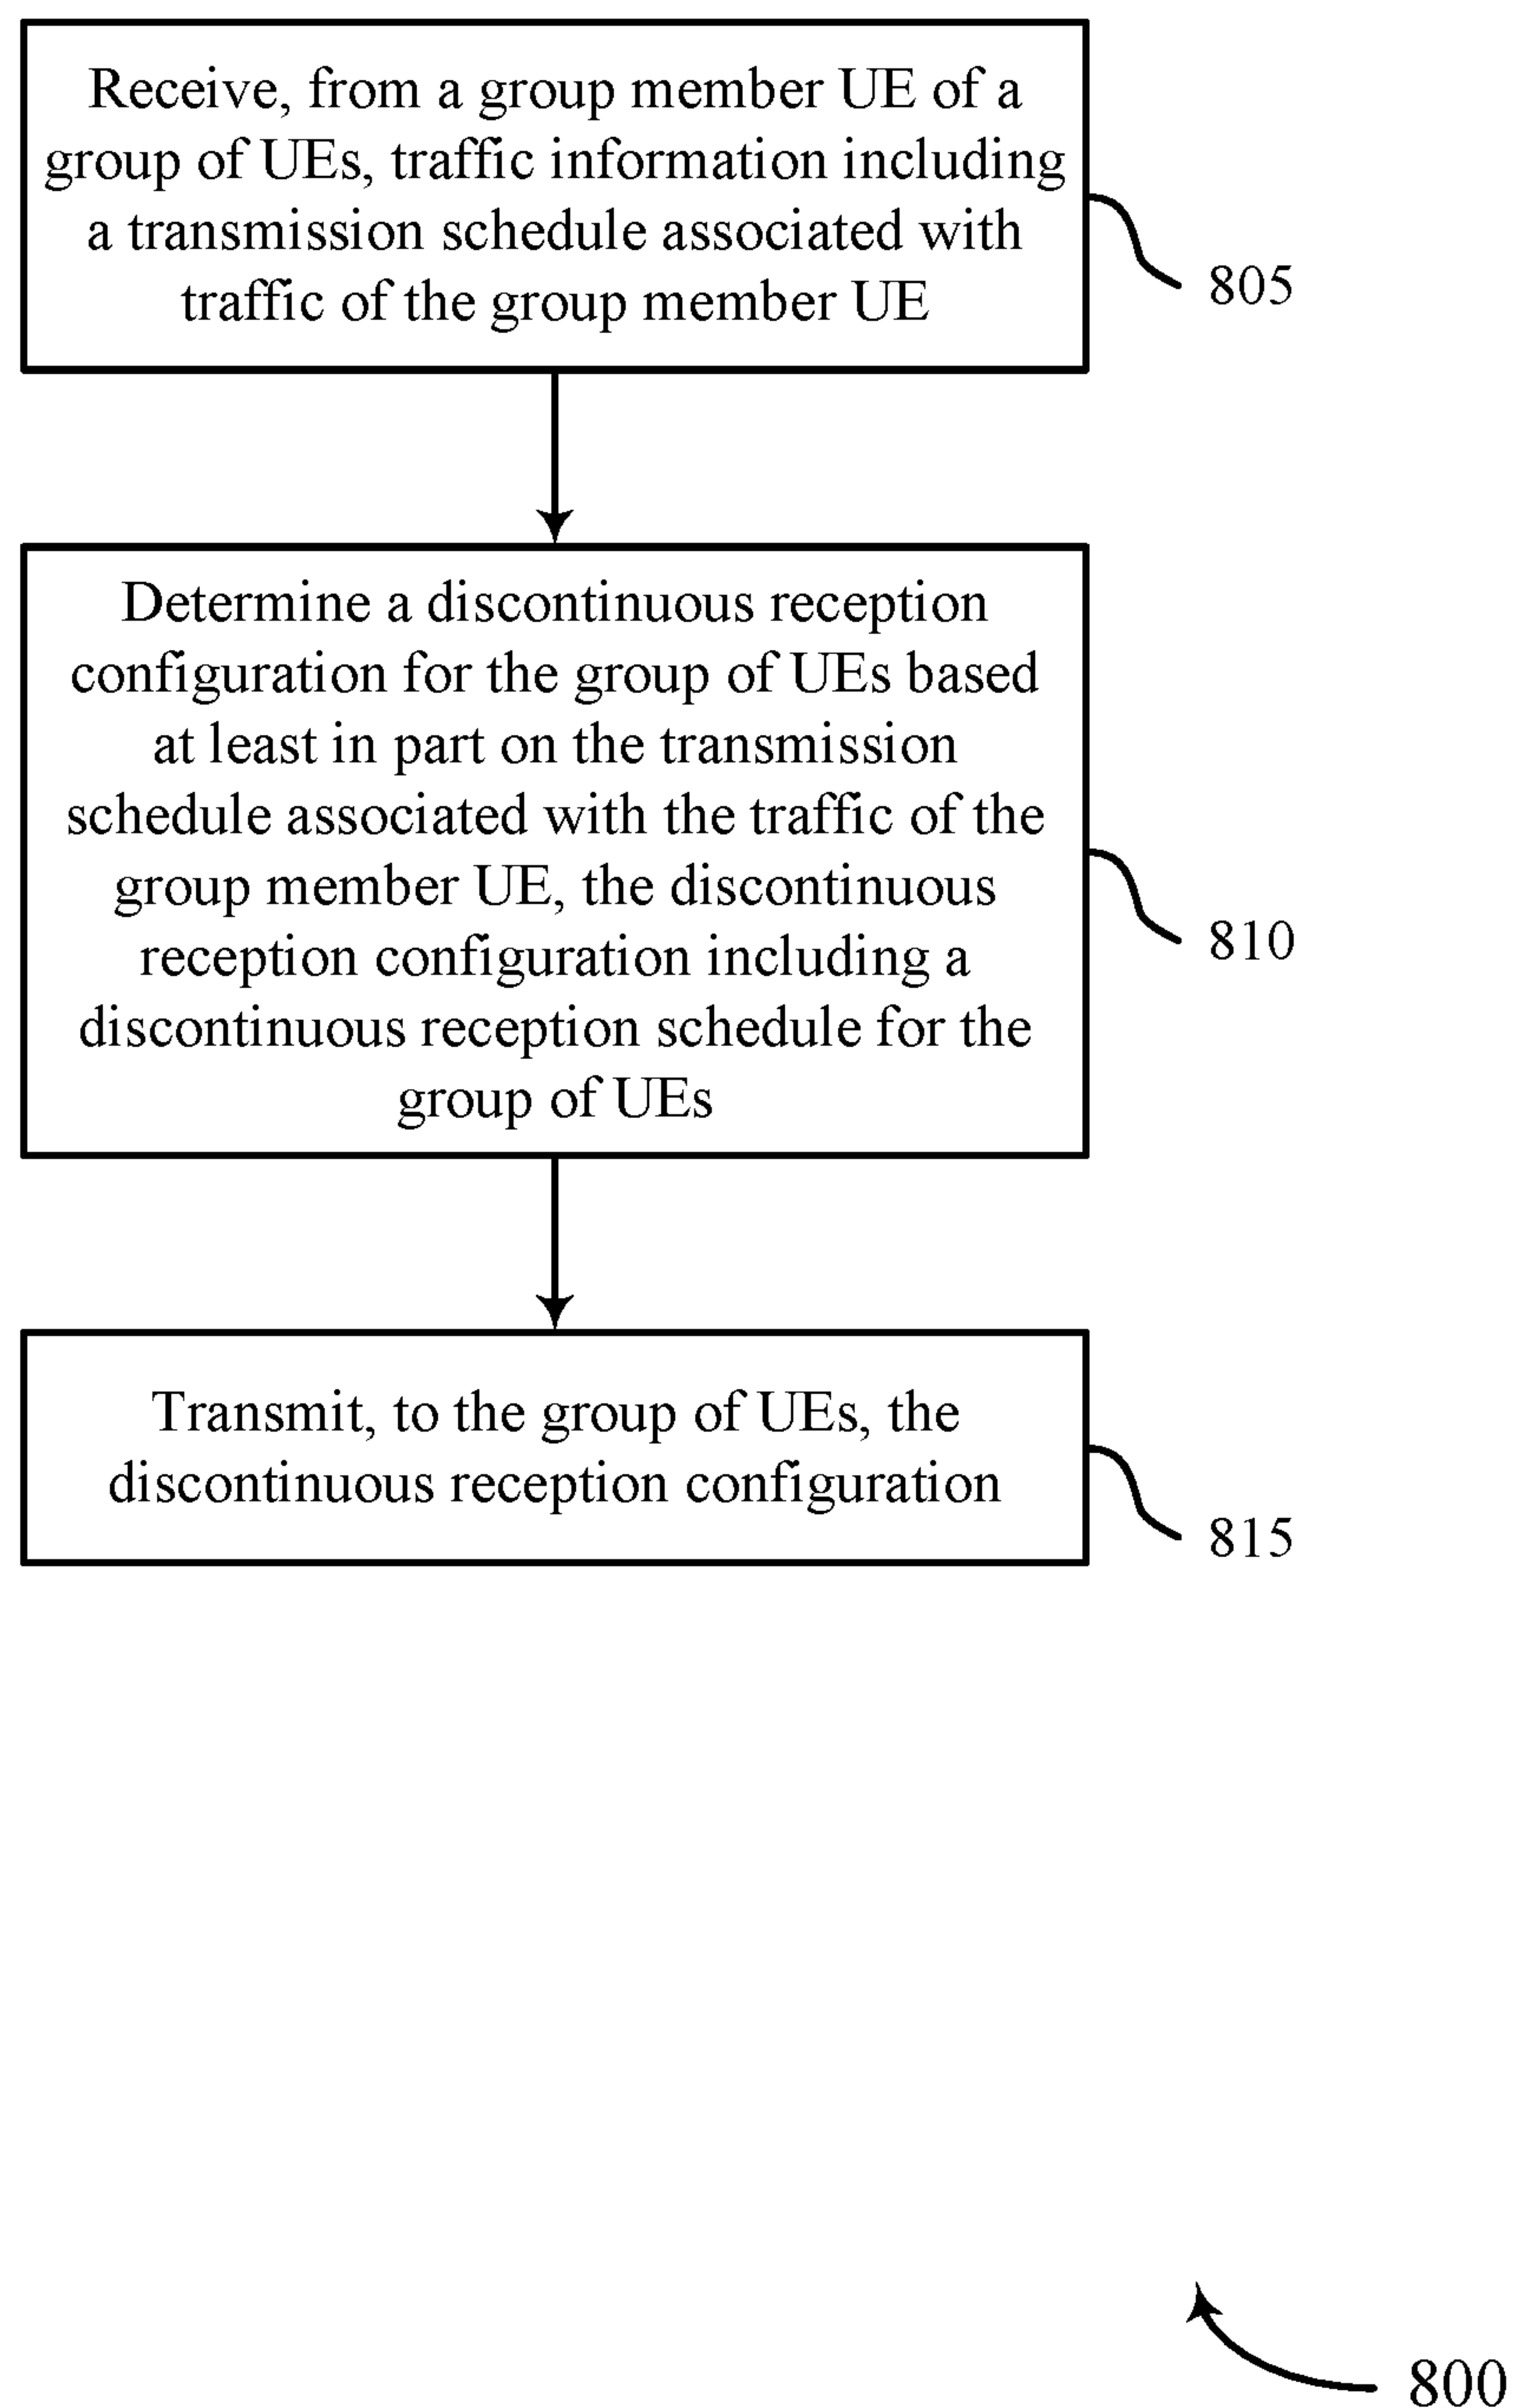 Receive, from a group member UE of a
group of UEs, traffic information including
a transmission schedule associated with
traffic of the group member UE
805
Determine a discontinuous reception
configuration for the group of UEs based
at least in part on the transmission
schedule associated with the traffic of the
group member UE, the discontinuous
reception configuration including a
discontinuous reception schedule for the
group of UEs
810
Transmit, to the group of UEs, the
discontinuous reception configuration
815
800